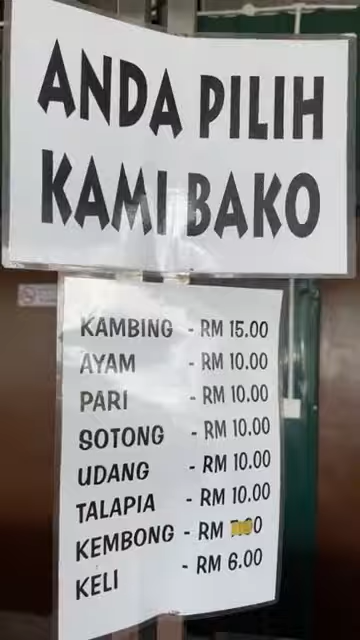 ANDA PILIH
KAMI BAKO
KAMBING - RM 15.00
AYAM - RM 10.00
PARI - RM 10.00
SOTONG - RM 10.00
UDANG - RM 10.00
TALAPIA - RM 10.00
KEMBONG - RM
KELI - RM 6.00